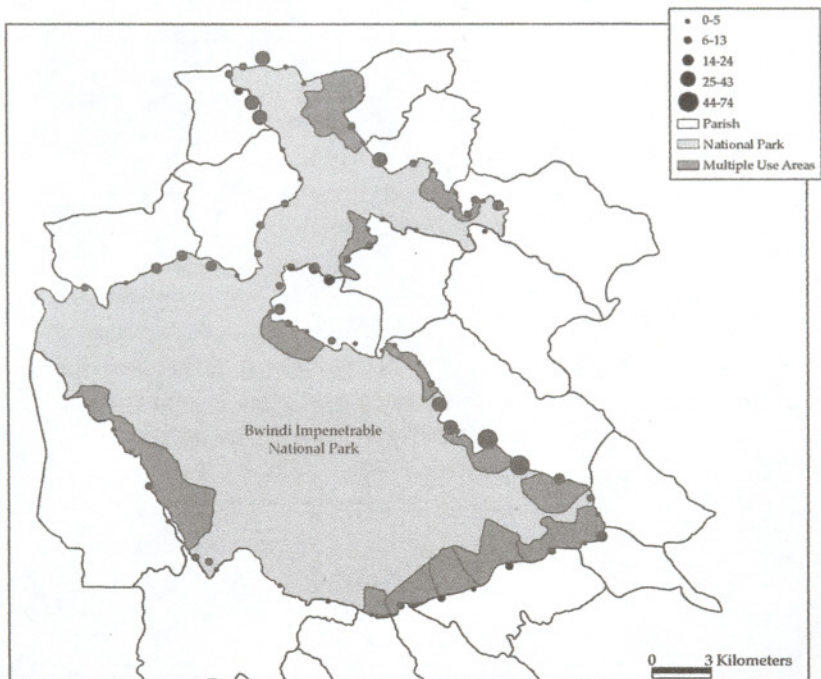 0-5
6-13
14-24
25-43
44-74
Parish
National Park
Multiple Use Areas
Bwindi Impenetrable
National Park
0 3 Kilometers